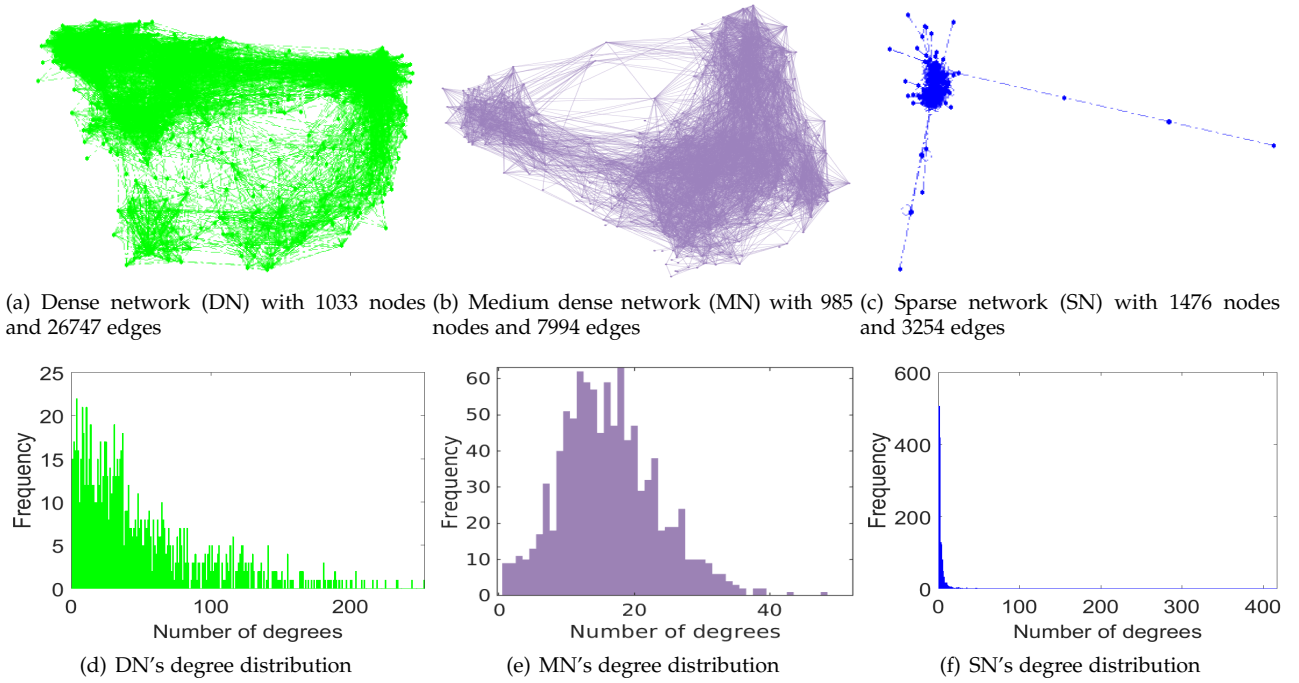 (a) Dense network (DN) with 1033 nodes
and 26747 edges
(b) Medium dense network (MN) with 985
nodes and 7994 edges
(c) Sparse network (SN) with 1476 nodes
and 3254 edges
25
20
15
10
5
0
Frequency
0
100
200
Number of degrees
(d) DN's degree distribution
60
50
40
30
20
10
0
Frequency
0
20
40
Number of degrees
(e) MN's degree distribution
600
400
200
0
Frequency
0
100
200
300
400
Number of degrees
(f) SN's degree distribution